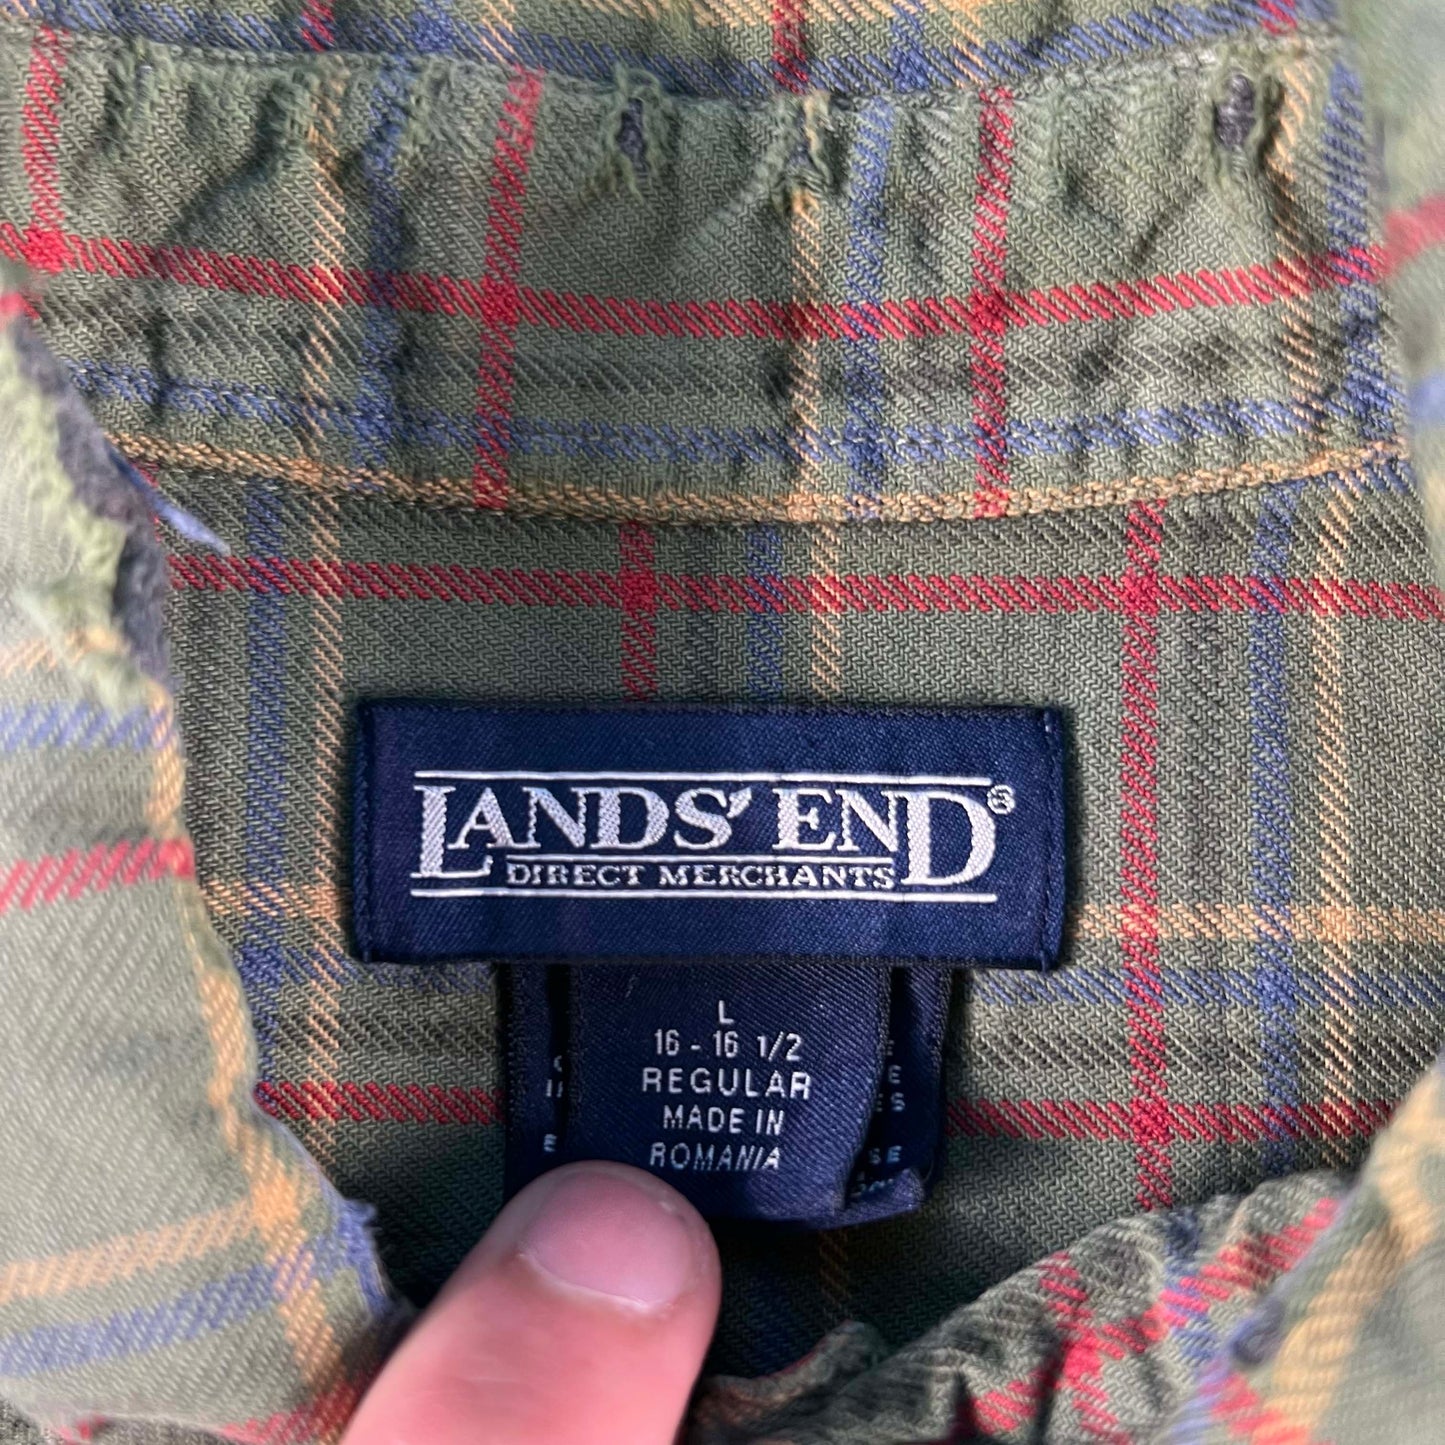 LANDS' END®
DIRECT MERCHANTS
L
16 - 16 1/2
REGULAR
MADE IN
ROMANIA